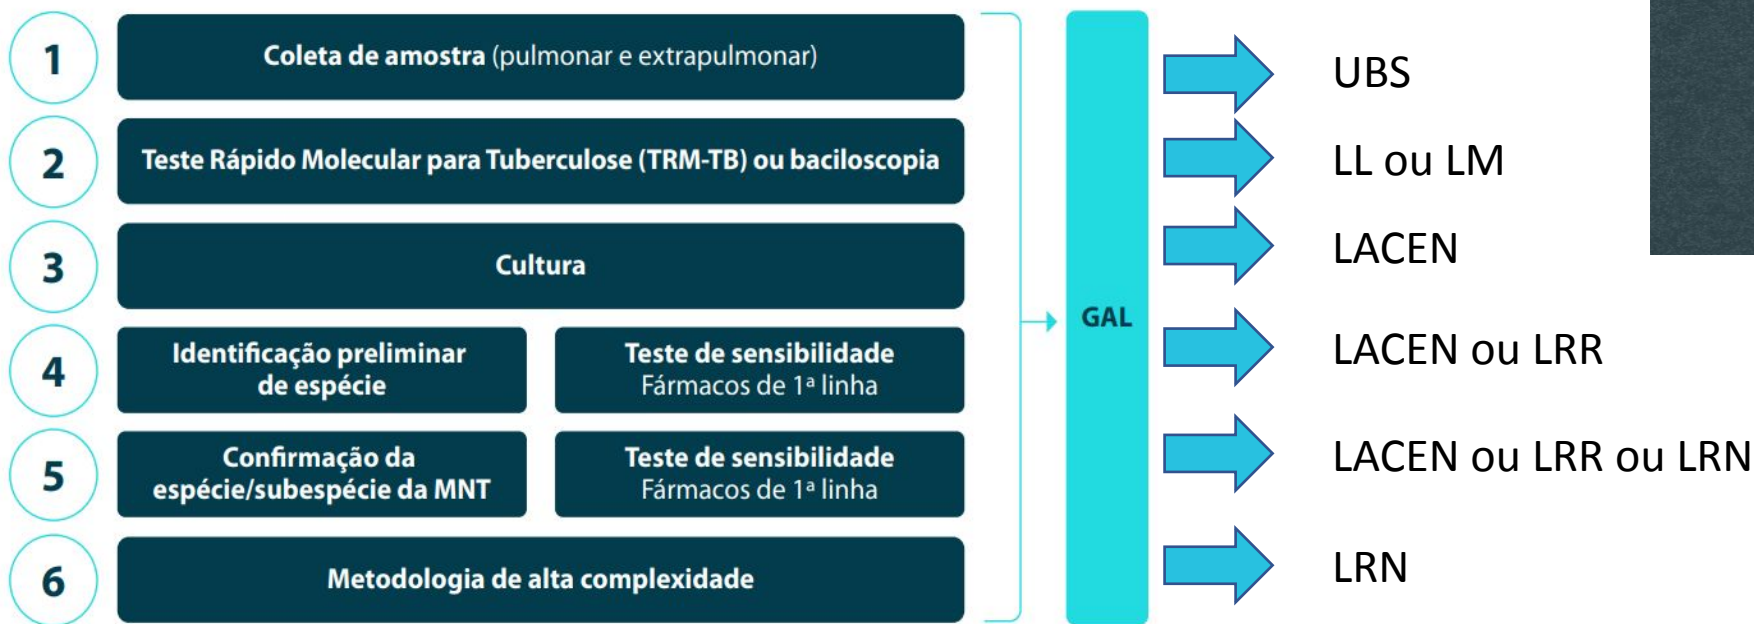 1
Coleta de amostra (pulmonar e extrapulmonar)
UBS
2
Teste Rápido Molecular para Tuberculose (TRM-TB) ou baciloscopia
LL ou LM
3
Cultura
LACEN
GAL
4
Identificação preliminar
de espécie
Teste de sensibilidade
Fármacos de 1ª linha
LACEN ou LRR
5
Confirmação da
espécie/subespécie da MNT
Teste de sensibilidade
Fármacos de 1ª linha
LACEN ou LRR ou LRN
6
Metodologia de alta complexidade
LRN